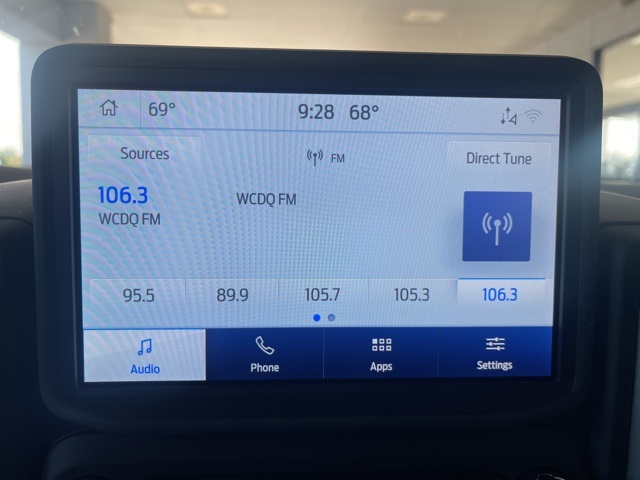 69° 9:28 68°
Sources FM Direct Tune
106.3 WCDQ FM
WCDQ FM
95.5 89.9 105.7 105.3 106.3
Audio Phone Apps Settings